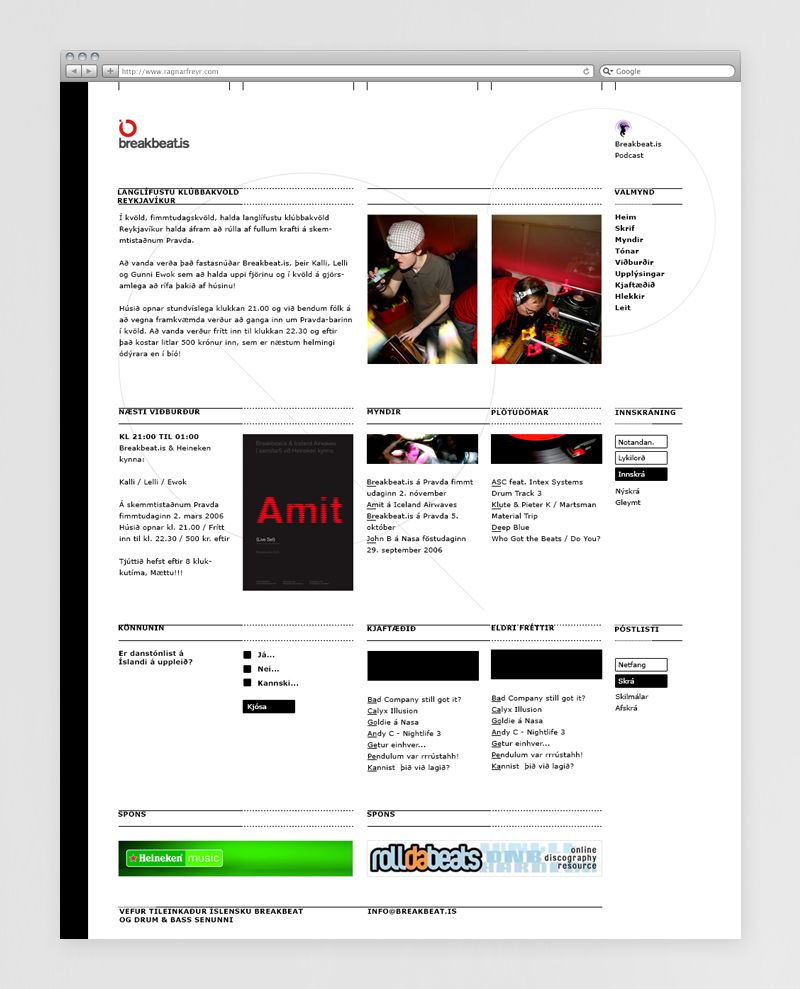 http://www.ragnarfreyr.com
Google
breakbeat.is
Breakbeat.is
Podcast
LANGLÍFUSTU KLÚBBAKVÖLD
REYKJAVÍKUR
Í kvöld, fimmtudagskvöld, halda langlífustu klúbbakvöld
Reykjavíkur halda áfram að rúlla af fullum krafti á skem-
mtistaðnum Pravda.
Að vanda verða það fastasnúðar Breakbeat.is, þeir Kalli, Lelli
og Gunni Ewok sem að halda uppi fjörinu og í kvöld á gjörs-
amlega að rífa þakið af húsinu!
Húsið opnar stundvíslega klukkan 21.00 og við bendum fólk á
að vegna framkvæmda verður að ganga inn um Pravda-barinn
í kvöld. Að vanda verður frítt inn til klukkan 22.30 og eftir
það kostar litlar 500 krónur inn, sem er næstum helmingi
ódýrara en í bíó!
VALMYND
Heim
Skrif
Myndir
Tónar
Viðburðir
Upplýsingar
Kjaftæðið
Hlekkir
Leit
NÆSTI VIÐBURÐUR
KL 21:00 TIL 01:00
Breakbeat.is & Heineken
kynna:
Kalli / Lelli / Ewok
Á skemmtistaðnum Pravda
fimmtudaginn 2. mars 2006
Húsið opnar kl. 21.00 / Frítt
inn til kl. 22.30 / 500 kr. eftir
Tjúttið hefst eftir 8 kluk-
kutíma, Mættu!!!
Breakbeat.is & Iceland Airwaves
í samstarfi við Heineken kynna:
Amit
(Live Set)
MYNDIR
Breakbeat.is á Pravda fimmt
udaginn 2. nóvember
Amit á Iceland Airwaves
Breakbeat.is á Pravda 5.
október
John B á Nasa föstudaginn
29. september 2006
PLÖTUDÓMAR
ASC feat. Intex Systems
Drum Track 3
Klute & Pieter K / Martsman
Material Trip
Deep Blue
Who Got the Beats / Do You?
INNSKRÁNING
Notandan.
Lykilorð
Innskrá
Nýskrá
Gleymt
KÖNNUNIN
Er danstónlist á
Íslandi á uppleið?
Já...
Nei...
Kannski...
Kjósa
KJAFTÆÐIÐ
Bad Company still got it?
Calyx Illusion
Goldie á Nasa
Andy C - Nightlife 3
Getur einhver...
Pendulum var rrrústahh!
Kannist þið við lagið?
ELDRI FRÉTTIR
Bad Company still got it?
Calyx Illusion
Goldie á Nasa
Andy C - Nightlife 3
Getur einhver...
Pendulum var rrrústahh!
Kannist þið við lagið?
PÓSTLISTI
Netfang
Skrá
Skilmálar
Afskrá
SPONS
Heineken music
SPONS
rolldabeats
DNB
online
discography
resource
VEFUR TILEINKAÐUR ÍSLENSKU BREAKBEAT
OG DRUM & BASS SENUNNI
INFO@BREAKBEAT.IS